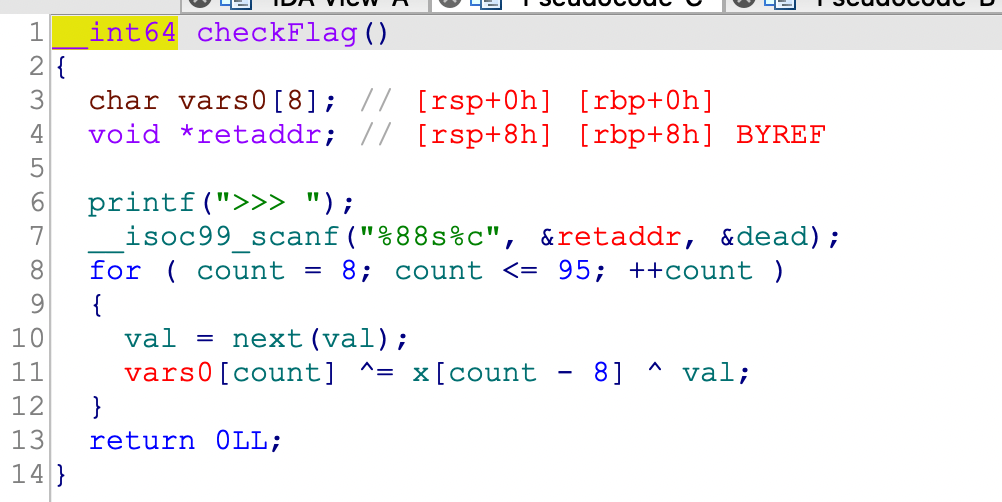 IDA View-A Pseudocode-C Pseudocode-B
1 __int64 checkFlag()
2 {
3 char vars0[8]; // [rsp+0h] [rbp+0h]
4 void *retaddr; // [rsp+8h] [rbp+8h] BYREF
5
6 printf(">>> ");
7 __isoc99_scanf("%88s%c", &retaddr, &dead);
8 for ( count = 8; count <= 95; ++count )
9 {
10 val = next(val);
11 vars0[count] ^= x[count - 8] ^ val;
12 }
13 return 0LL;
14 }